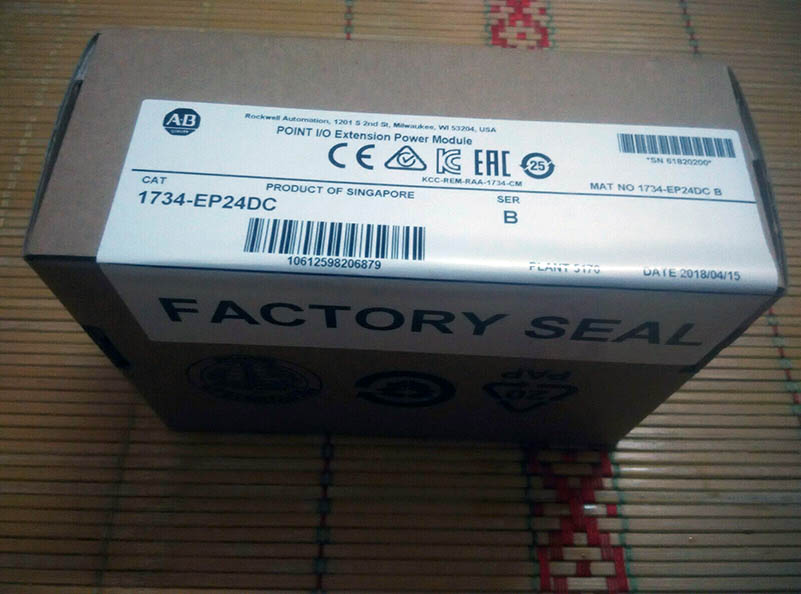 A-B
QUALITY
Rockwell Automation, 1201 S 2nd St, Milwaukee, WI 53204, USA
POINT I/O Extension Power Module
CE EAC 25
KCC-REM-RAA-1734-CM
*SN 61820200*
CAT
1734-EP24DC
PRODUCT OF SINGAPORE
SER
B
MAT NO 1734-EP24DC B
10612598206879
PLANT 5170
DATE 2018/04/15
FACTORY SEAL
20
PAP